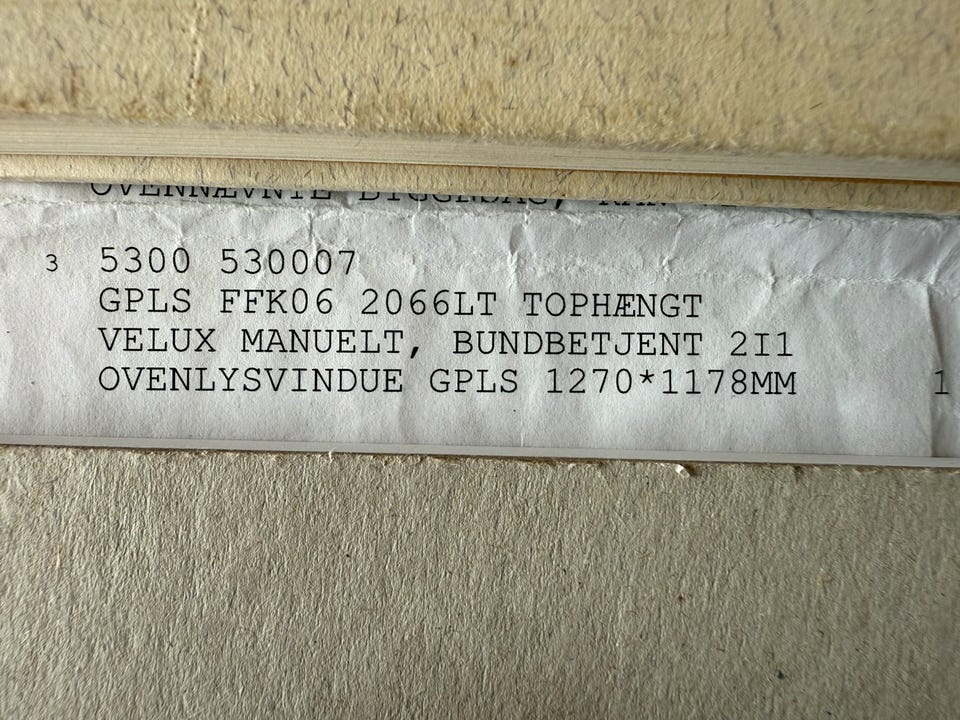 3 5300 530007
GPLS FFK06 2066LT TOPHÆNGT
VELUX MANUELT, BUNDBETJENT 2I1
OVENLYSVINDUE GPLS 1270*1178MM 1